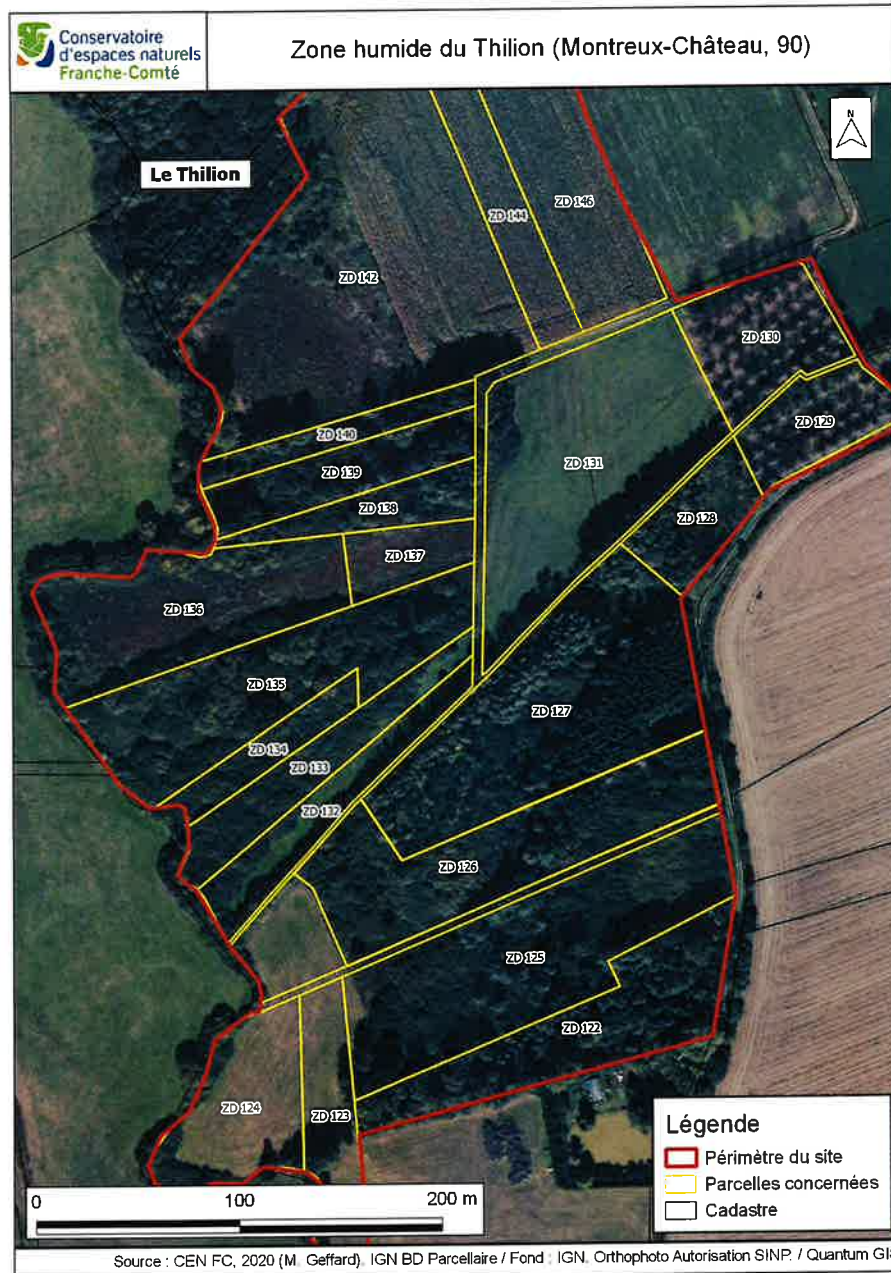 Conservatoire
d'espaces naturels
Franche-Comté
Zone humide du Thilion (Montreux-Château, 90)
N
Le Thilion
ZD 146
ZD 144
ZD 142
ZD 130
ZD 129
ZD 140
ZD 131
ZD 139
ZD 138
ZD 128
ZD 137
ZD 136
ZD 135
ZD 127
ZD 134
ZD 133
ZD 132
ZD 126
ZD 125
ZD 122
ZD 124
ZD 123
Légende
Périmètre du site
Parcelles concernées
Cadastre
0 100 200 m
Source : CEN FC, 2020 (M. Geffard), IGN BD Parcellaire / Fond : IGN, Orthophoto Autorisation SINP. / Quantum GIS